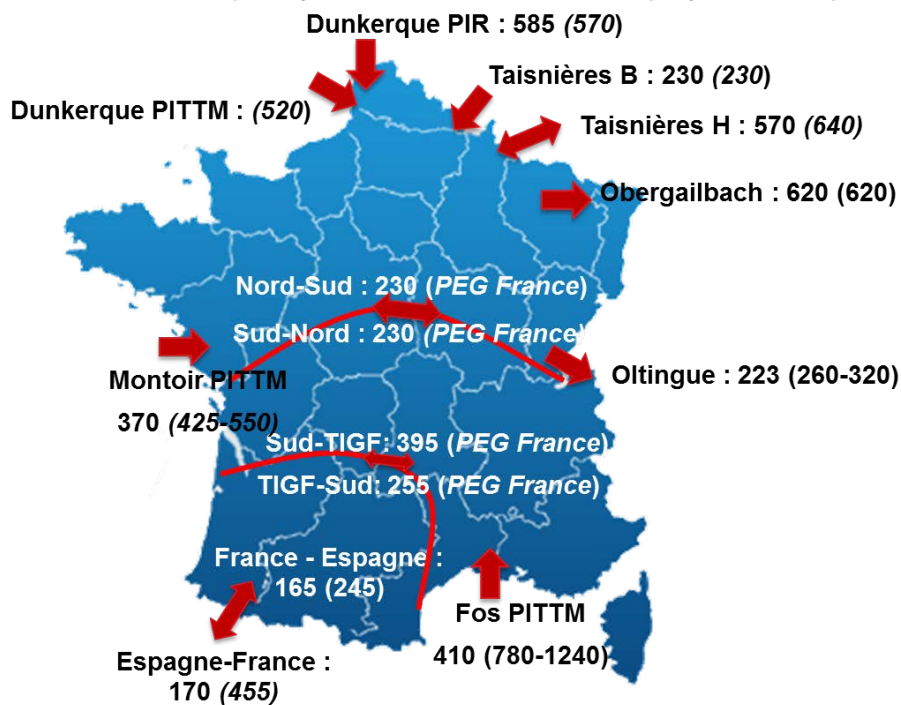 Dunkerque PIR : 585 (570)
Taisnières B : 230 (230)
Dunkerque PITTM : (520)
Taisnières H : 570 (640)
Obergailbach : 620 (620)
Nord-Sud : 230 (PEG France)
Sud-Nord : 230 (PEG France)
Montoir PITTM
370 (425-550)
Oltingue : 223 (260-320)
Sud-TIGF: 395 (PEG France)
TIGF-Sud: 255 (PEG France)
France - Espagne :
165 (245)
Fos PITTM
410 (780-1240)
Espagne-France :
170 (455)